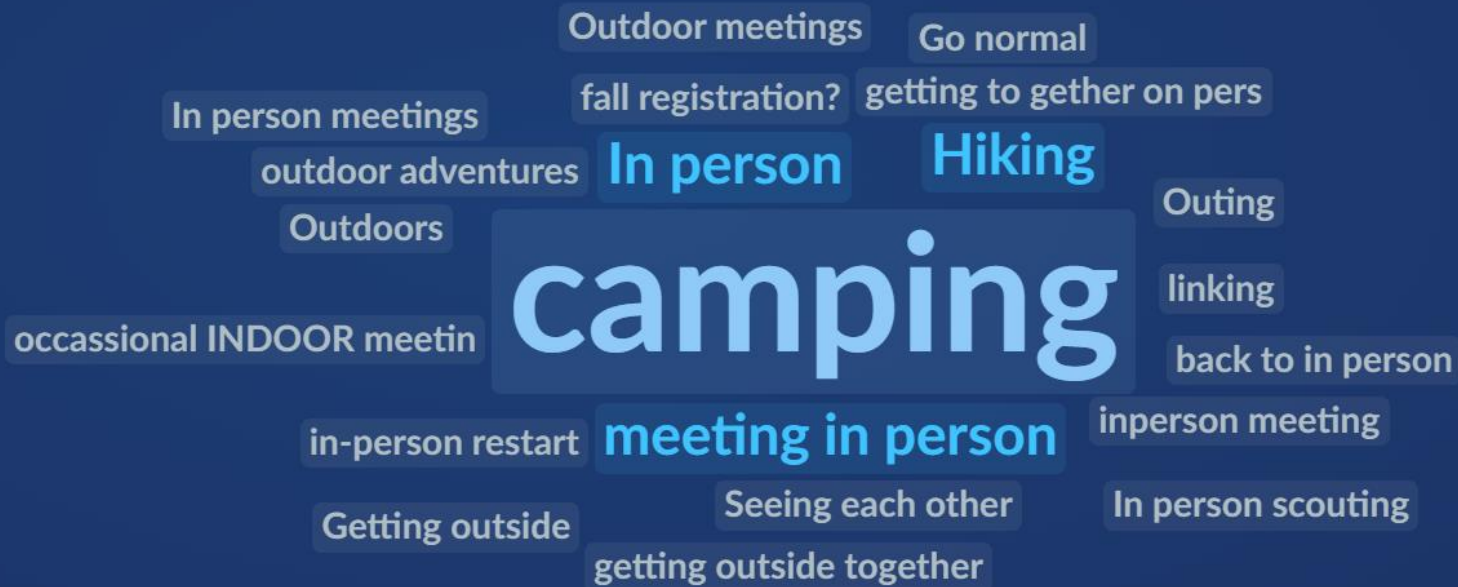 Outdoor meetings
Go normal
fall registration?
getting to gether on pers
In person meetings
outdoor adventures
In person
Hiking
Outdoors
Outing
camping
linking
occassional INDOOR meetin
back to in person
in-person restart
meeting in person
inperson meeting
Getting outside
Seeing each other
In person scouting
getting outside together